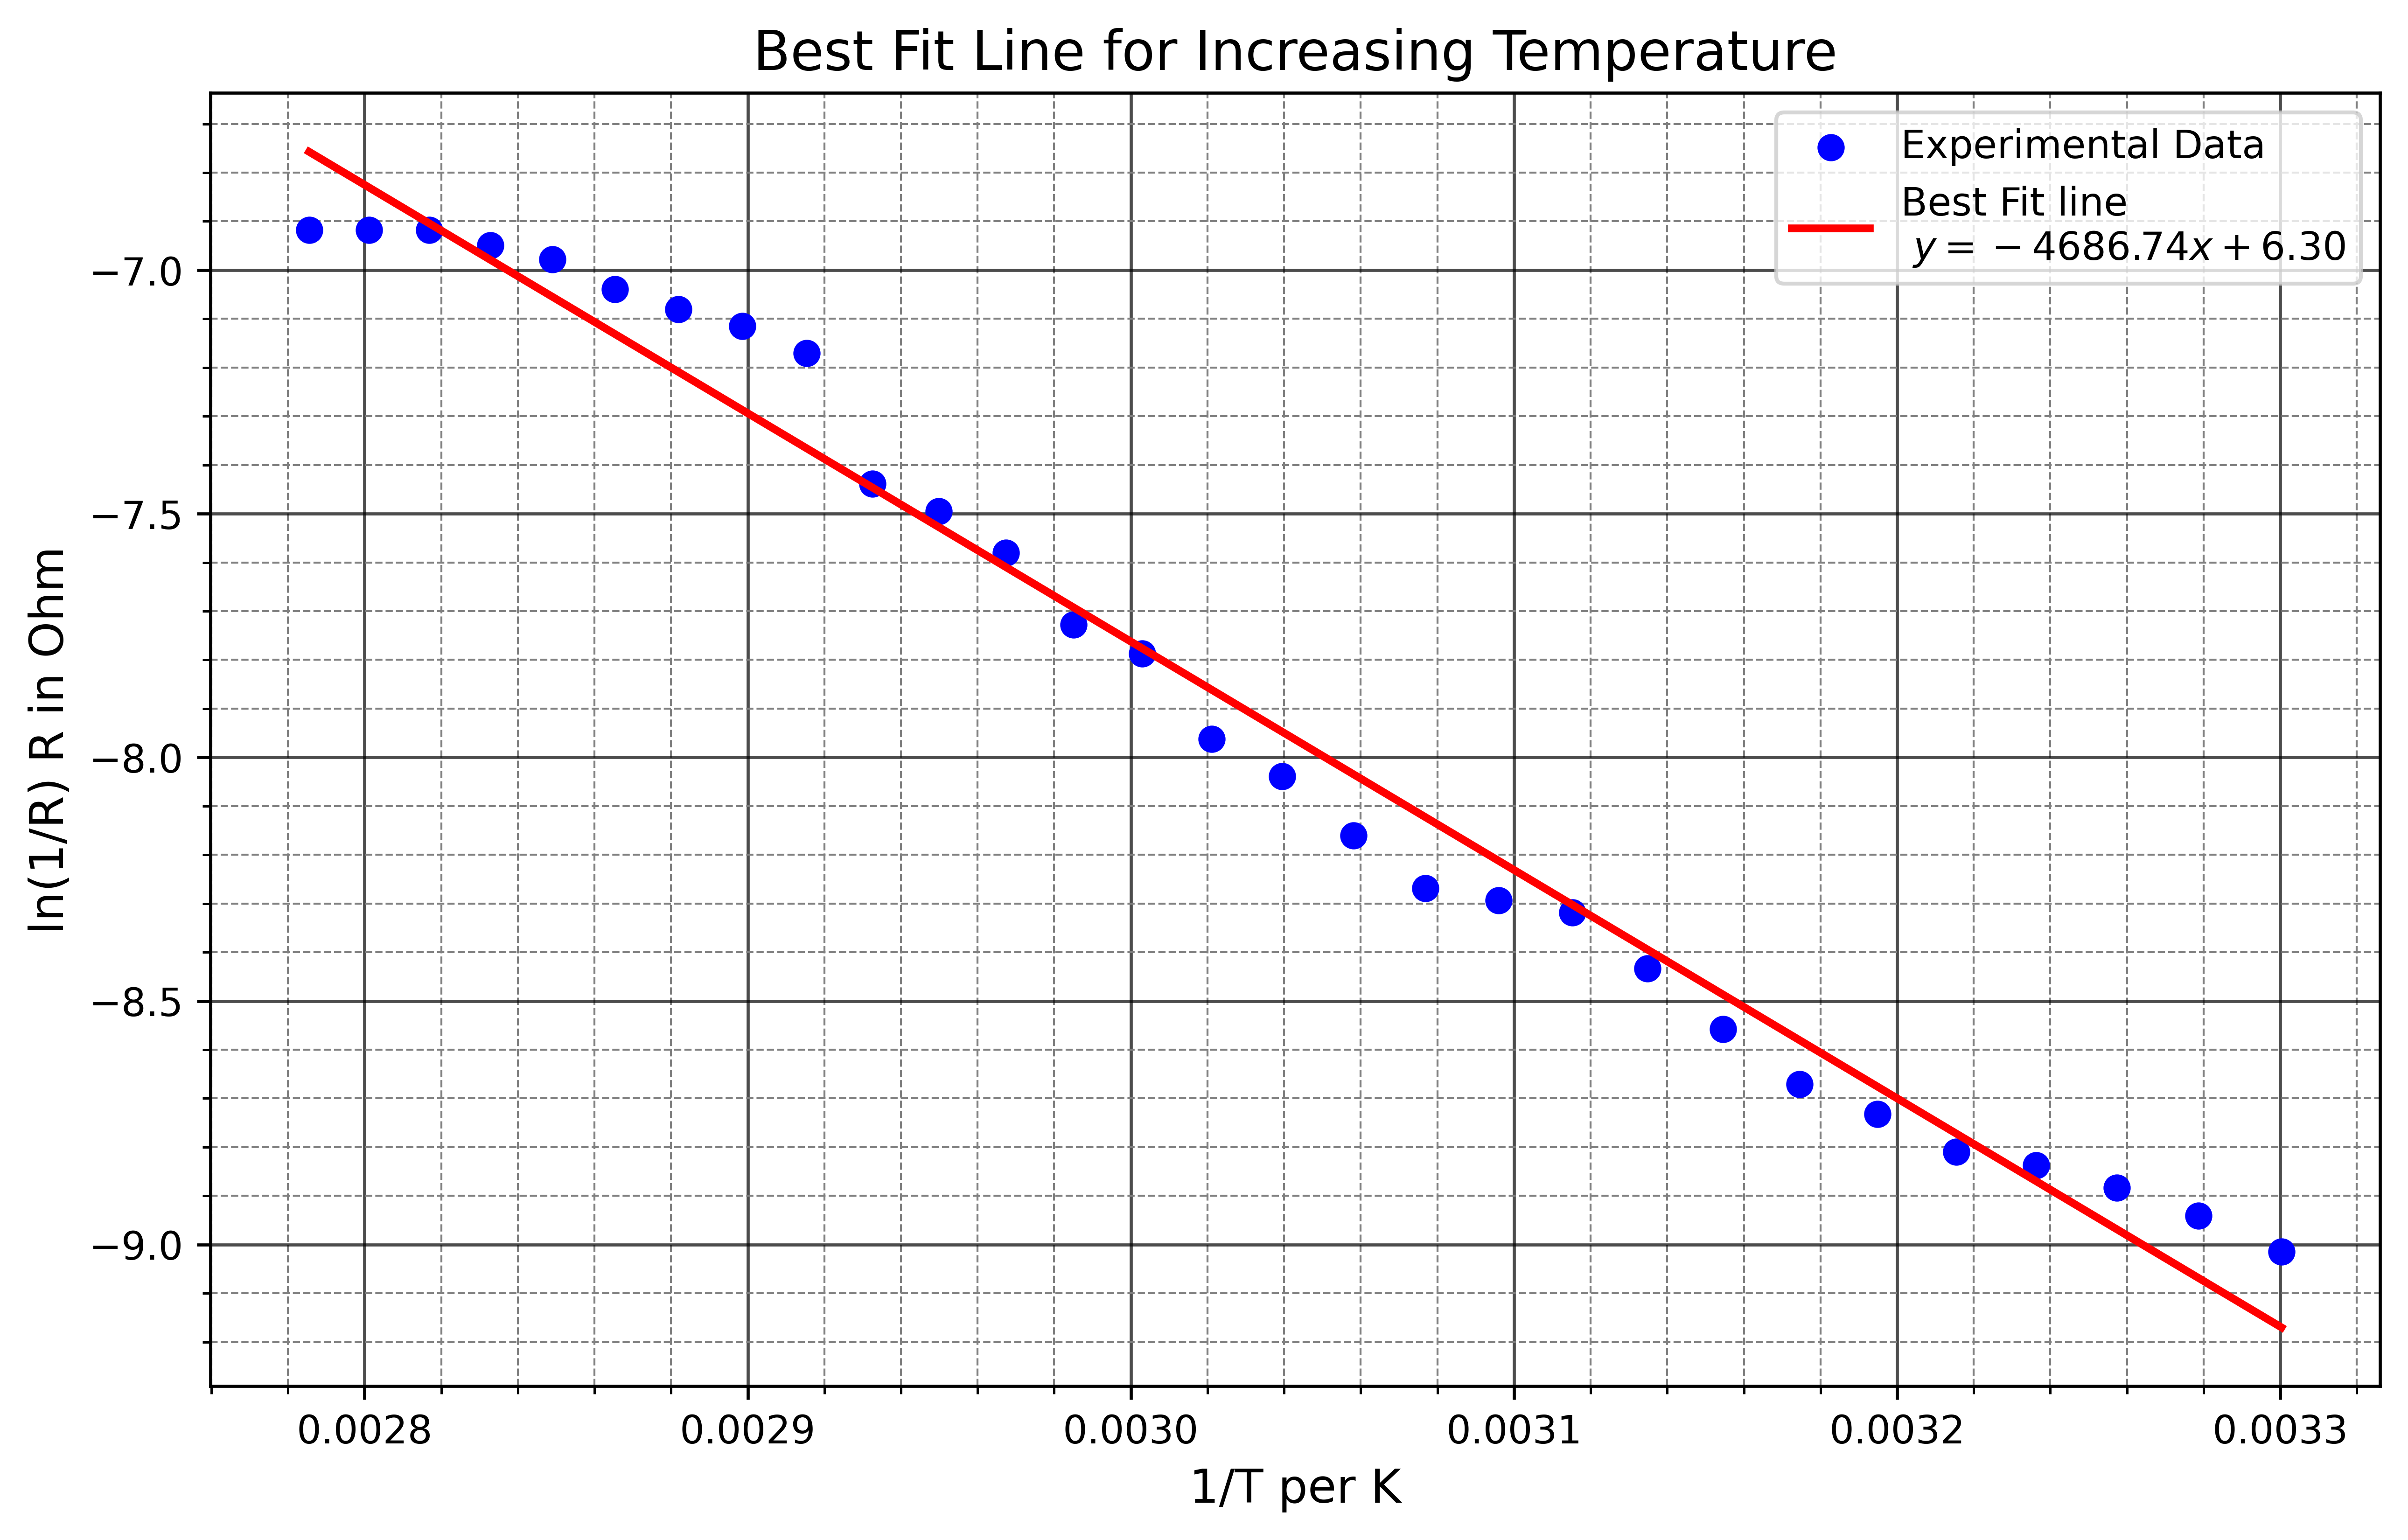 Best Fit Line for Increasing Temperature
Experimental Data
Best Fit line
y = −4686.74x + 6.30
−7.0
−7.5
−8.0
−8.5
−9.0
ln(1/R) R in Ohm
0.0028 0.0029 0.0030 0.0031 0.0032 0.0033
1/T per K